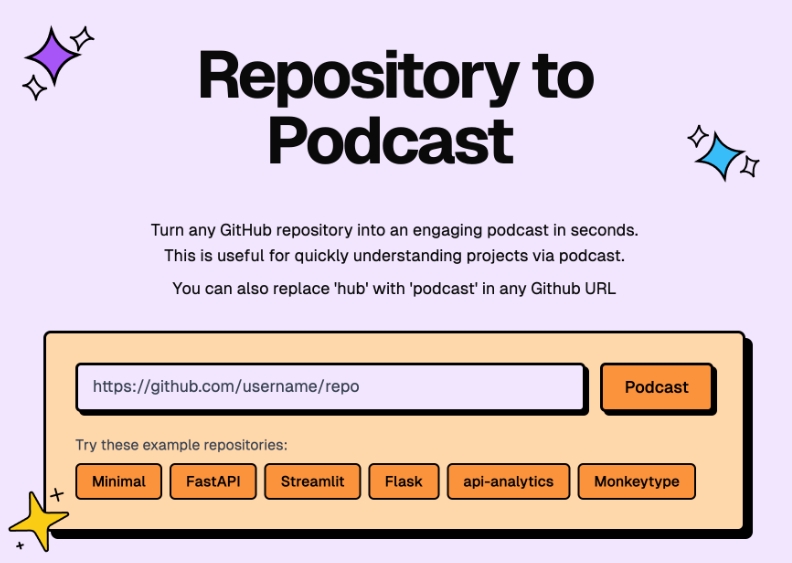 Repository to
Podcast
Turn any GitHub repository into an engaging podcast in seconds.
This is useful for quickly understanding projects via podcast.
You can also replace 'hub' with 'podcast' in any Github URL
https://github.com/username/repo
Podcast
Try these example repositories:
Minimal FastAPI Streamlit Flask api-analytics Monkeytype